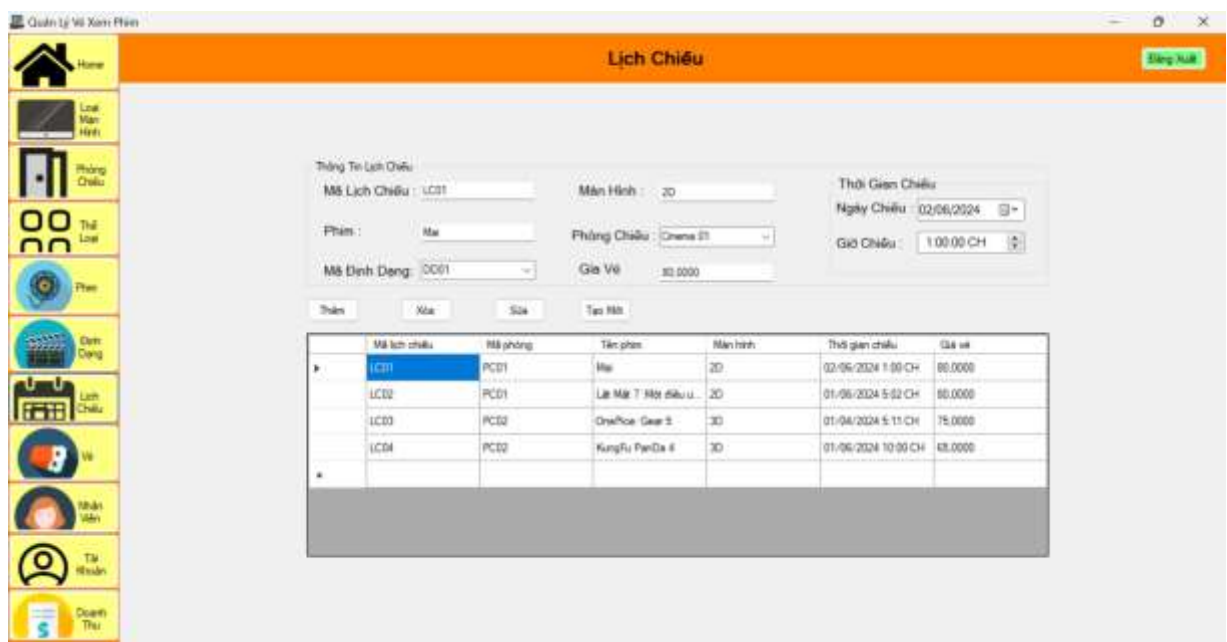 Quản Lý Vé Xem Phim
Lịch Chiếu
Đăng Xuất
Home
Loại
Màn
Hình
Phòng
Chiếu
Thể
Loại
Phim
Định
Dạng
Lịch
Chiếu
Vé
Nhân
Viên
Tài
Khoản
Doanh
Thu
Thông Tin Lịch Chiếu
Mã Lịch Chiếu : LC01
Màn Hình : 2D
Thời Gian Chiếu
Ngày Chiếu : 02/06/2024
Phim : Mai
Phòng Chiếu : Cinema 01
Giờ Chiếu : 1:00:00 CH
Mã Định Dạng: DD01
Giá Vé 80.0000
Thêm Xóa Sửa Tạo Mới
Mã lịch chiếu Mã phòng Tên phim Màn hình Thời gian chiếu Giá vé
LC01 PC01 Mai 2D 02/06/2024 1:00 CH 80.0000
LC02 PC01 Lật Mặt 7: Một điều ư... 2D 01/06/2024 5:02 CH 80.0000
LC03 PC02 OnePice: Gear 5 3D 01/04/2024 5:11 CH 75.0000
LC04 PC02 KungFu PanDa 4 3D 01/06/2024 10:00 CH